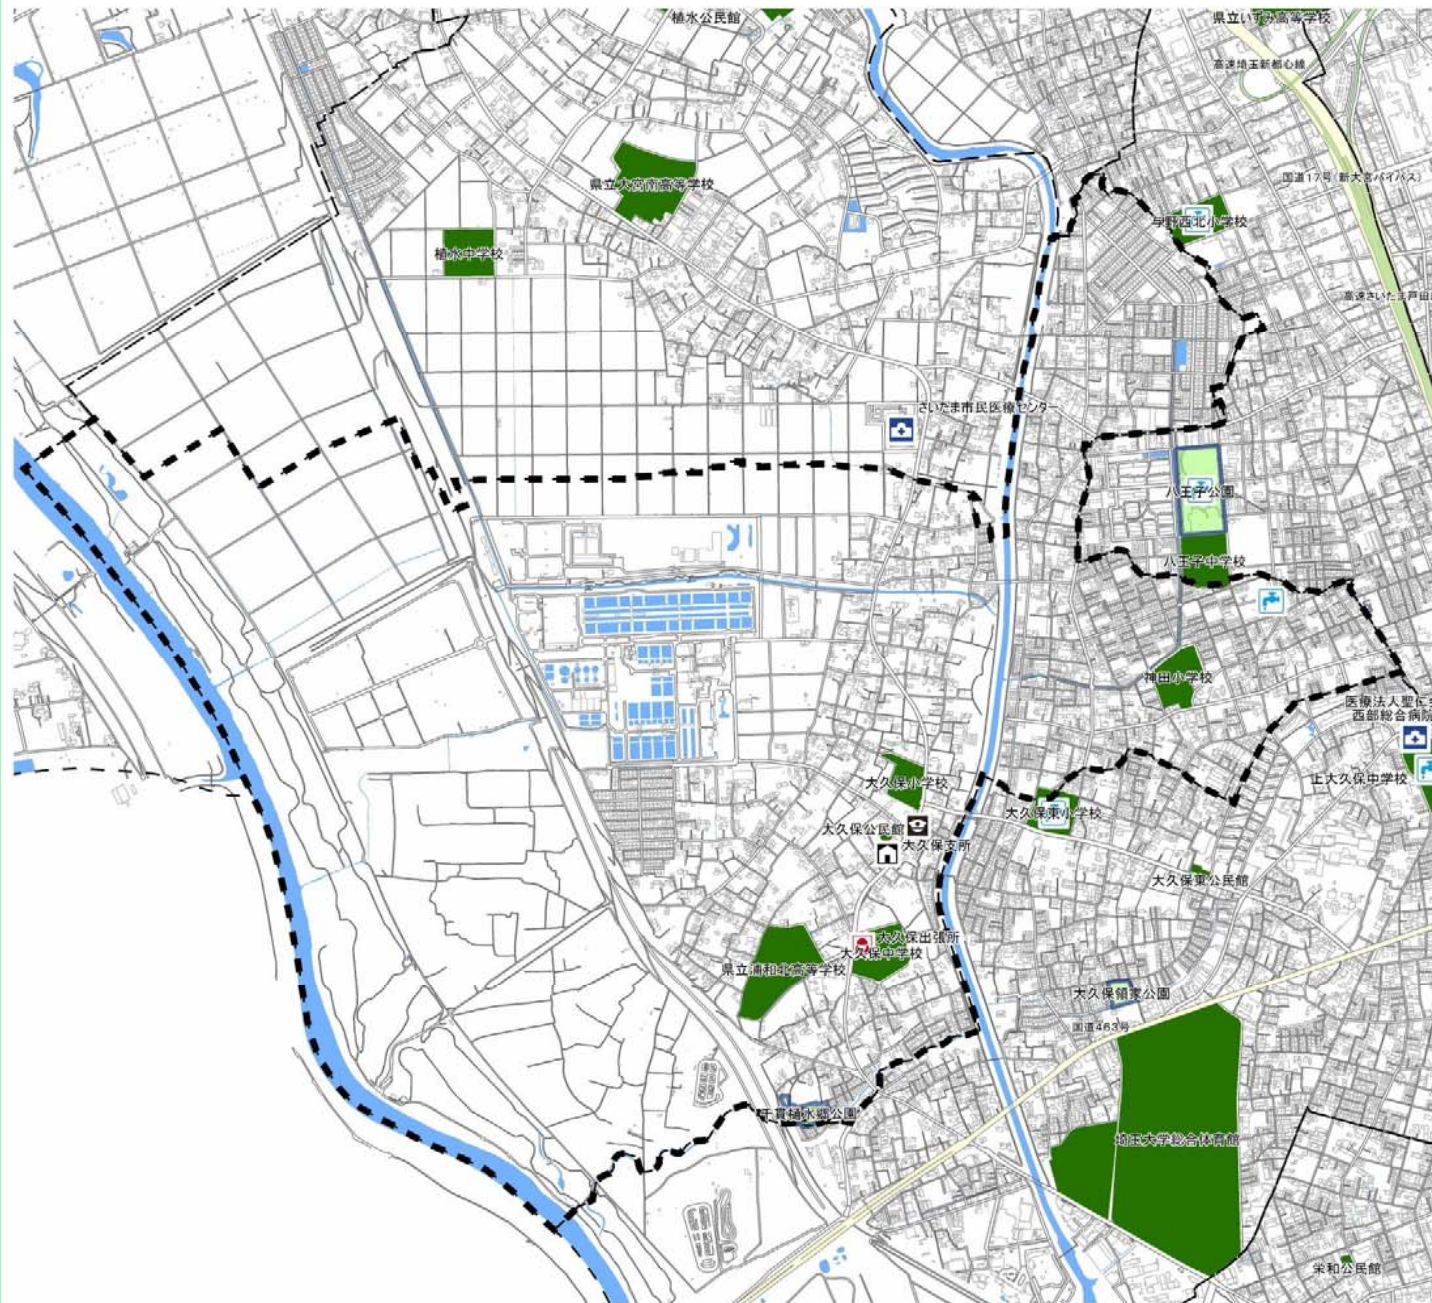 植水公民館
県立いずみ高等学校
高速埼玉新都心線
県立大宮南高等学校
国道17号(新大宮バイパス)
与野西北小学校
植水中学校
高速さいたま戸田
さいたま市民医療センター
八王子公園
八王子中学校
神田小学校
医療法人聖仁会
西部総合病院
上大久保中学校
大久保小学校
大久保東小学校
大久保公民館
大久保支所
大久保東公民館
大久保出張所
大久保中学校
県立浦和北高等学校
大久保領家公園
国道463号
千貫樋水郷公園
埼玉大学総合体育館
栄和公民館